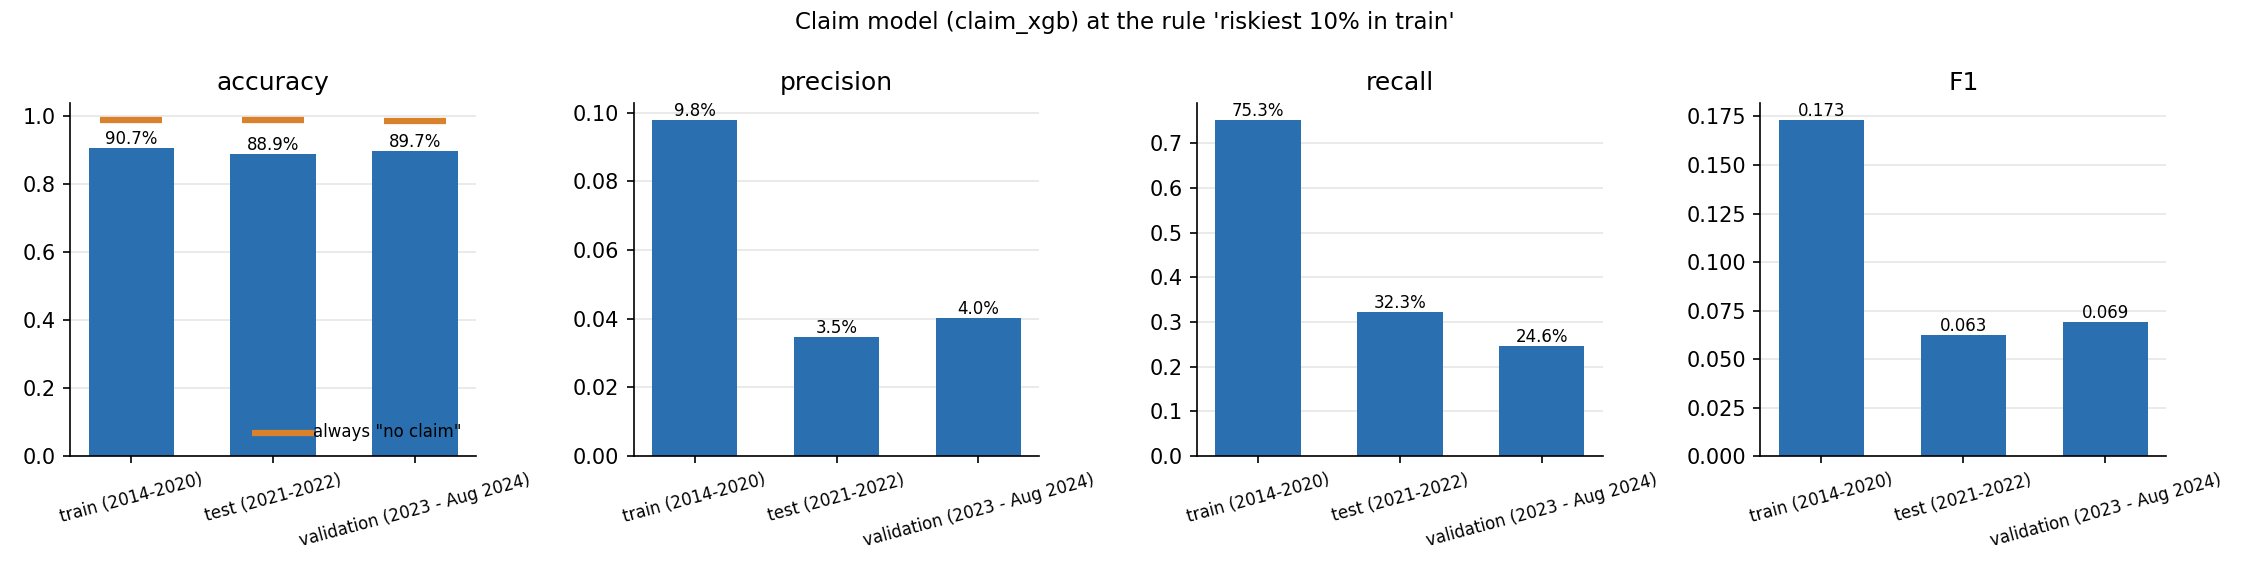 Claim model (claim_xgb) at the rule 'riskiest 10% in train'
accuracy
1.0
0.8
0.6
0.4
0.2
0.0
90.7%
88.9%
89.7%
always "no claim"
train (2014-2020)
test (2021-2022)
validation (2023 - Aug 2024)
precision
0.10
0.08
0.06
0.04
0.02
0.00
9.8%
3.5%
4.0%
train (2014-2020)
test (2021-2022)
validation (2023 - Aug 2024)
recall
0.7
0.6
0.5
0.4
0.3
0.2
0.1
0.0
75.3%
32.3%
24.6%
train (2014-2020)
test (2021-2022)
validation (2023 - Aug 2024)
F1
0.175
0.150
0.125
0.100
0.075
0.050
0.025
0.000
0.173
0.063
0.069
train (2014-2020)
test (2021-2022)
validation (2023 - Aug 2024)